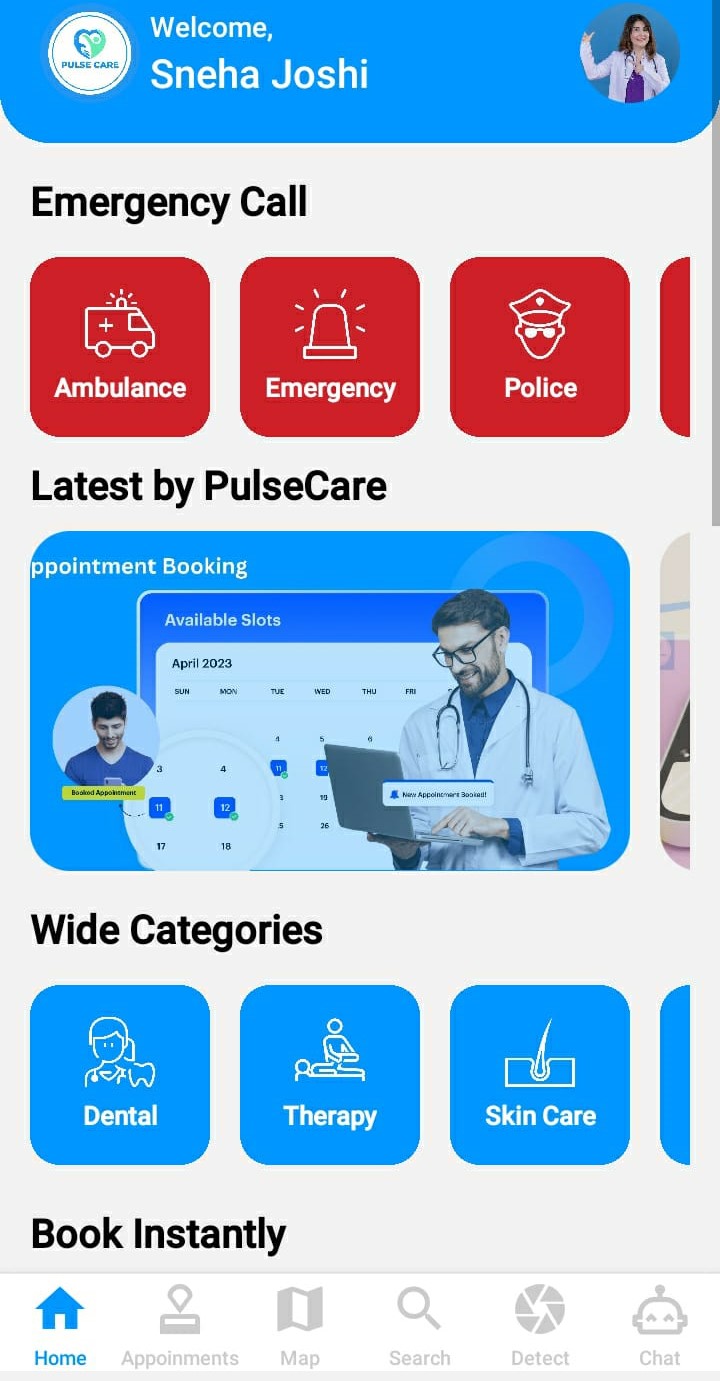 PULSE CARE
Welcome,
Sneha Joshi
Emergency Call
Ambulance
Emergency
Police
Latest by PulseCare
ppointment Booking
Available Slots
April 2023
SUN MON TUE WED THU FRI
4 5 6
3 4 11 12
Booked Appointment
New Appointment Booked!
11 12 3 19
17 18 5 26
Wide Categories
Dental
Therapy
Skin Care
Book Instantly
Home
Appoinments
Map
Search
Detect
Chat